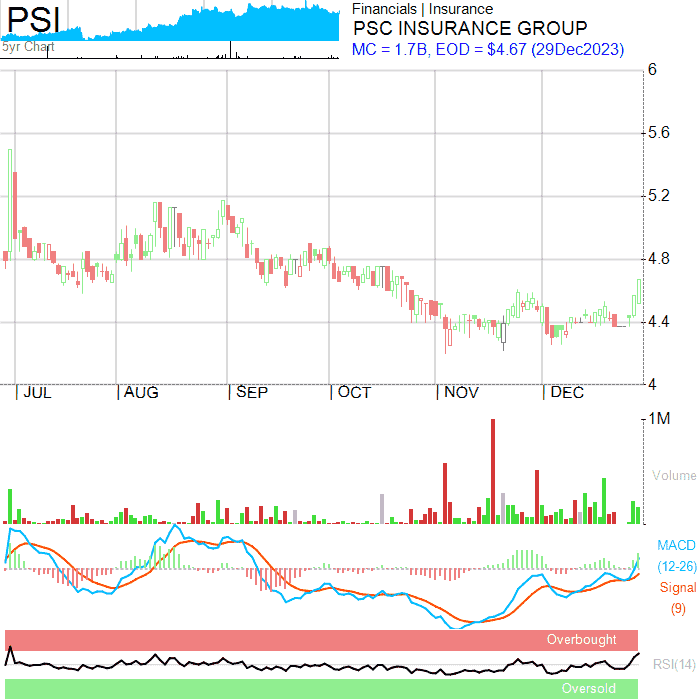 PSI
5yr Chart
Financials | Insurance
PSC INSURANCE GROUP
MC = 1.7B, EOD = $4.67 (29Dec2023)
6
5.6
5.2
4.8
4.4
4
JUL AUG SEP OCT NOV DEC
1M
Volume
MACD
(12-26)
Signal
(9)
Overbought
RSI(14)
Oversold